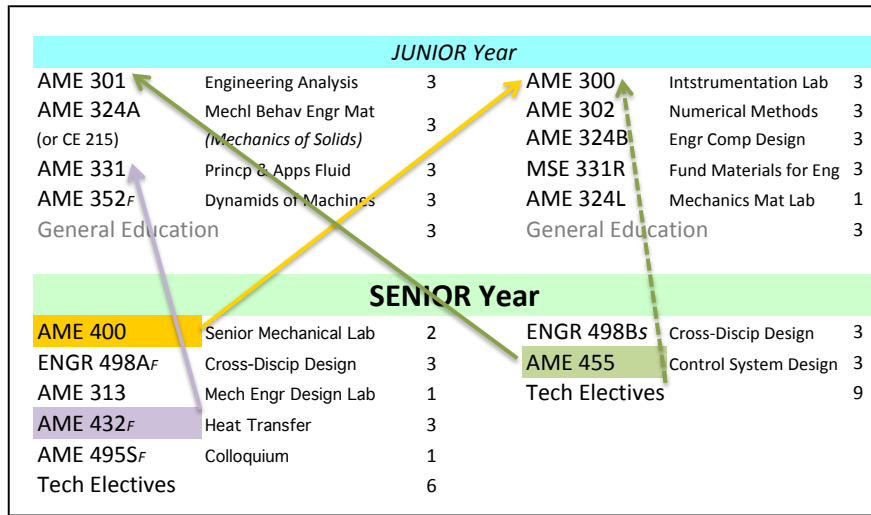 JUNIOR Year
AME 301 Engineering Analysis 3
AME 324A Mechl Behav Engr Mat 3
(or CE 215) (Mechanics of Solids)
AME 331 Princp & Apps Fluid 3
AME 352F Dynamids of Machines 3
General Education 3
AME 300 Intstrumentation Lab 3
AME 302 Numerical Methods 3
AME 324B Engr Comp Design 3
MSE 331R Fund Materials for Eng 3
AME 324L Mechanics Mat Lab 1
General Education 3
SENIOR Year
AME 400 Senior Mechanical Lab 2
ENGR 498AF Cross-Discip Design 3
AME 313 Mech Engr Design Lab 1
AME 432F Heat Transfer 3
AME 495SF Colloquium 1
Tech Electives 6
ENGR 498BS Cross-Discip Design 3
AME 455 Control System Design 3
Tech Electives 9